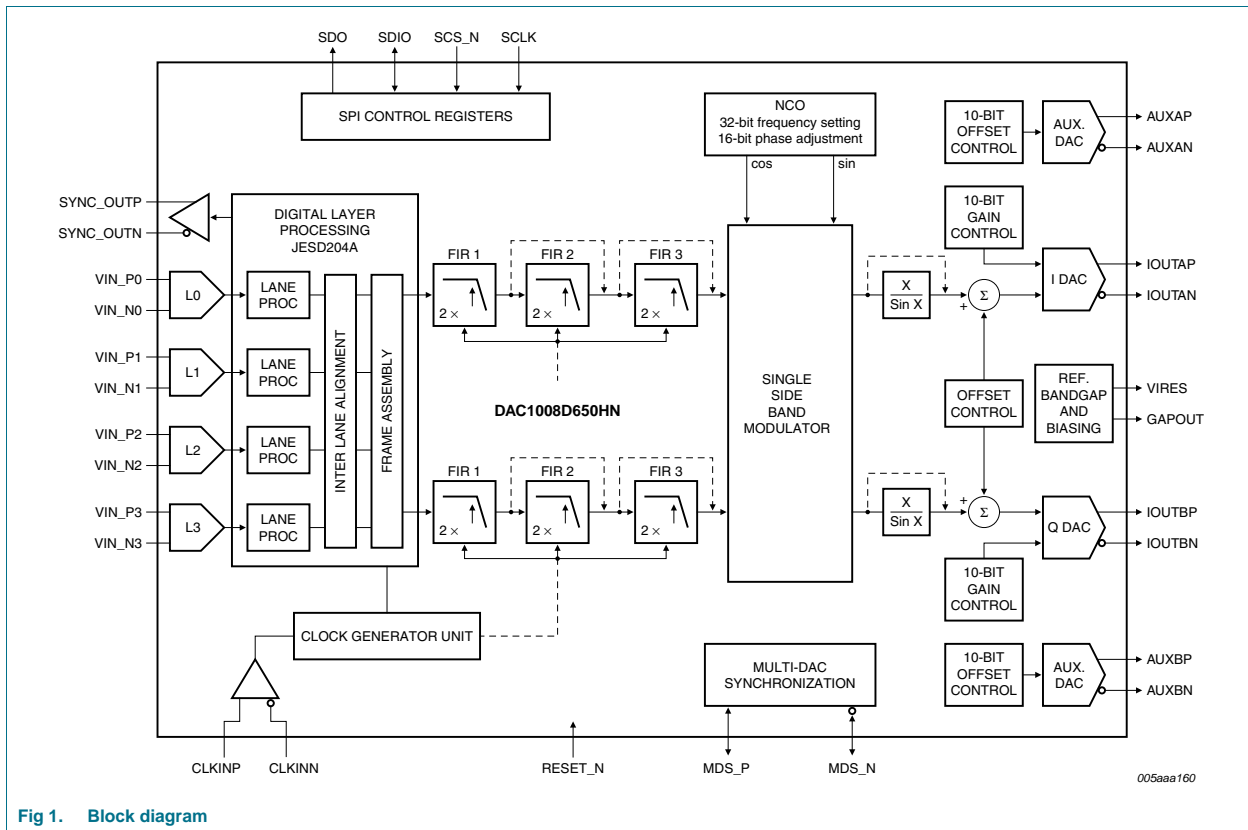 SDO SDIO SCS_N SCLK
SPI CONTROL REGISTERS
NCO
32-bit frequency setting
16-bit phase adjustment
cos sin
10-BIT
OFFSET
CONTROL
AUX.
DAC
AUXAP
AUXAN
SYNC_OUTP
SYNC_OUTN
DIGITAL LAYER
PROCESSING
JESD204A
10-BIT
GAIN
CONTROL
VIN_P0
VIN_N0
L0
LANE
PROC
FIR 1
2 ×
FIR 2
2 ×
FIR 3
2 ×
X
Sin X
+
Σ
I DAC
IOUTAP
IOUTAN
VIN_P1
VIN_N1
L1
LANE
PROC
INTER LANE ALIGNMENT
FRAME ASSEMBLY
DAC1008D650HN
SINGLE
SIDE
BAND
MODULATOR
OFFSET
CONTROL
REF.
BANDGAP
AND
BIASING
VIRES
GAPOUT
VIN_P2
VIN_N2
L2
LANE
PROC
VIN_P3
VIN_N3
L3
LANE
PROC
FIR 1
2 ×
FIR 2
2 ×
FIR 3
2 ×
X
Sin X
+
Σ
Q DAC
IOUTBP
IOUTBN
10-BIT
GAIN
CONTROL
CLOCK GENERATOR UNIT
MULTI-DAC
SYNCHRONIZATION
10-BIT
OFFSET
CONTROL
AUX.
DAC
AUXBP
AUXBN
CLKINP CLKINN RESET_N MDS_P MDS_N
005aaa160
Fig 1. Block diagram